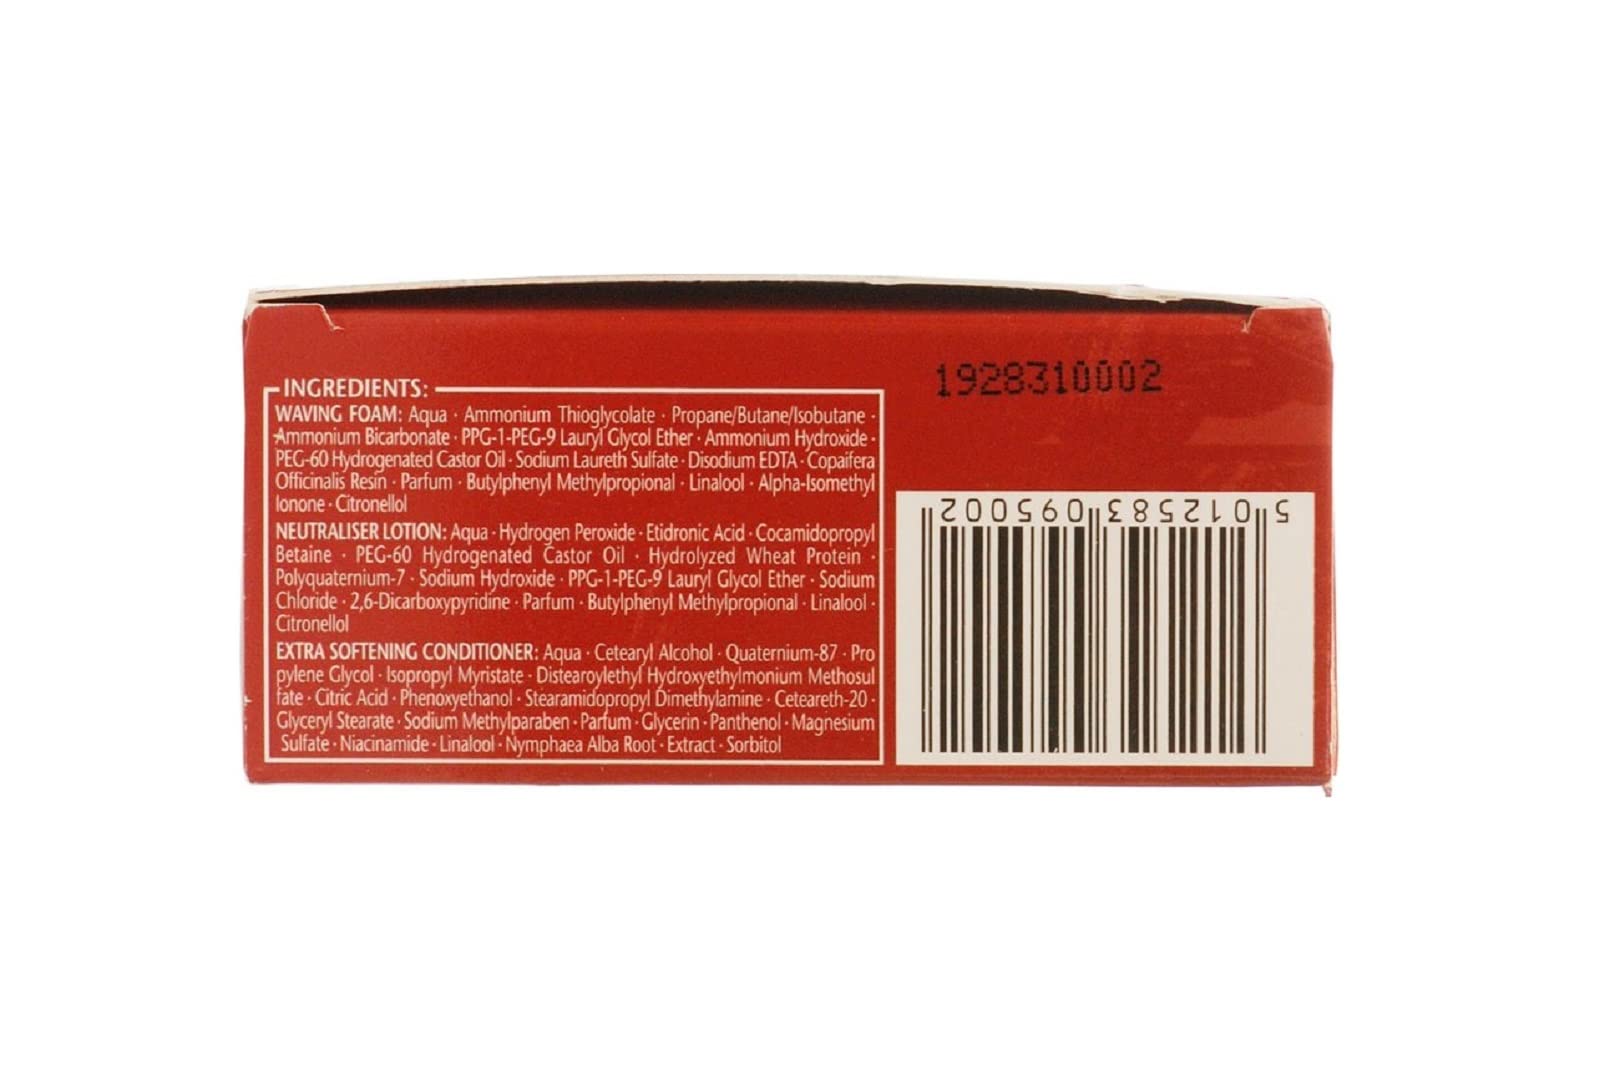 INGREDIENTS:
WAVING FOAM: Aqua · Ammonium Thioglycolate · Propane/Butane/Isobutane ·
Ammonium Bicarbonate · PPG-1-PEG-9 Lauryl Glycol Ether · Ammonium Hydroxide ·
PEG-60 Hydrogenated Castor Oil · Sodium Laureth Sulfate · Disodium EDTA · Copaifera
Officinalis Resin · Parfum · Butylphenyl Methylpropional · Linalool · Alpha-Isomethyl
Ionone · Citronellol
NEUTRALISER LOTION: Aqua · Hydrogen Peroxide · Etidronic Acid · Cocamidopropyl
Betaine · PEG-60 Hydrogenated Castor Oil · Hydrolyzed Wheat Protein ·
Polyquaternium-7 · Sodium Hydroxide · PPG-1-PEG-9 Lauryl Glycol Ether · Sodium
Chloride · 2,6-Dicarboxypyridine · Parfum · Butylphenyl Methylpropional · Linalool ·
Citronellol
EXTRA SOFTENING CONDITIONER: Aqua · Cetearyl Alcohol · Quaternium-87 · Pro
pylene Glycol · Isopropyl Myristate · Distearoylethyl Hydroxyethylmonium Methosul
fate · Citric Acid · Phenoxyethanol · Stearamidopropyl Dimethylamine · Ceteareth-20 ·
Glyceryl Stearate · Sodium Methylparaben · Parfum · Glycerin · Panthenol · Magnesium
Sulfate · Niacinamide · Linalool · Nymphaea Alba Root · Extract · Sorbitol
1928310002
5 012583 095002